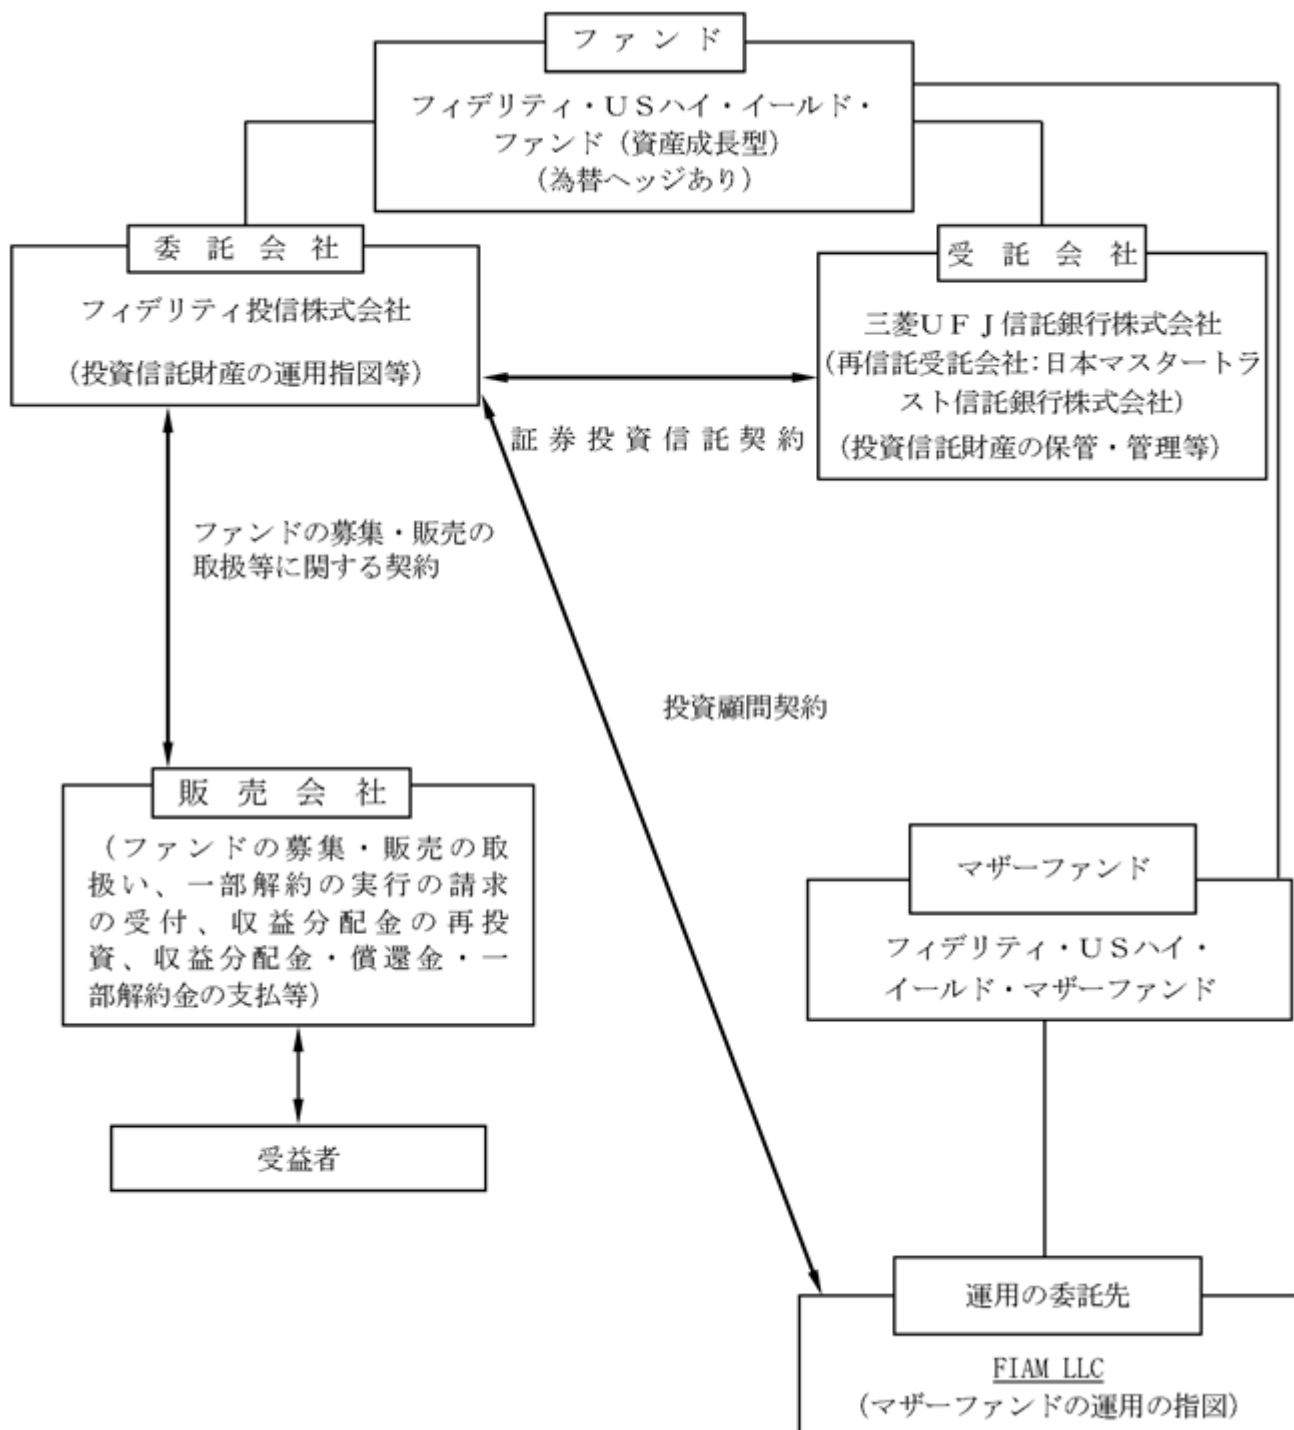 ファンド
フィデリティ・ＵＳハイ・イールド・
ファンド（資産成長型）
（為替ヘッジあり）
委託会社
フィデリティ投信株式会社
（投資信託財産の運用指図等）
受託会社
三菱ＵＦＪ信託銀行株式会社
（再信託受託会社：日本マスタートラ
スト信託銀行株式会社）
（投資信託財産の保管・管理等）
証券投資信託契約
ファンドの募集・販売の
取扱等に関する契約
投資顧問契約
販売会社
（ファンドの募集・販売の取
扱い、一部解約の実行の請求
の受付、収益分配金の再投
資、収益分配金・償還金・一
部解約金の支払等）
マザーファンド
フィデリティ・ＵＳハイ・
イールド・マザーファンド
受益者
運用の委託先
FIAM LLC
（マザーファンドの運用の指図）